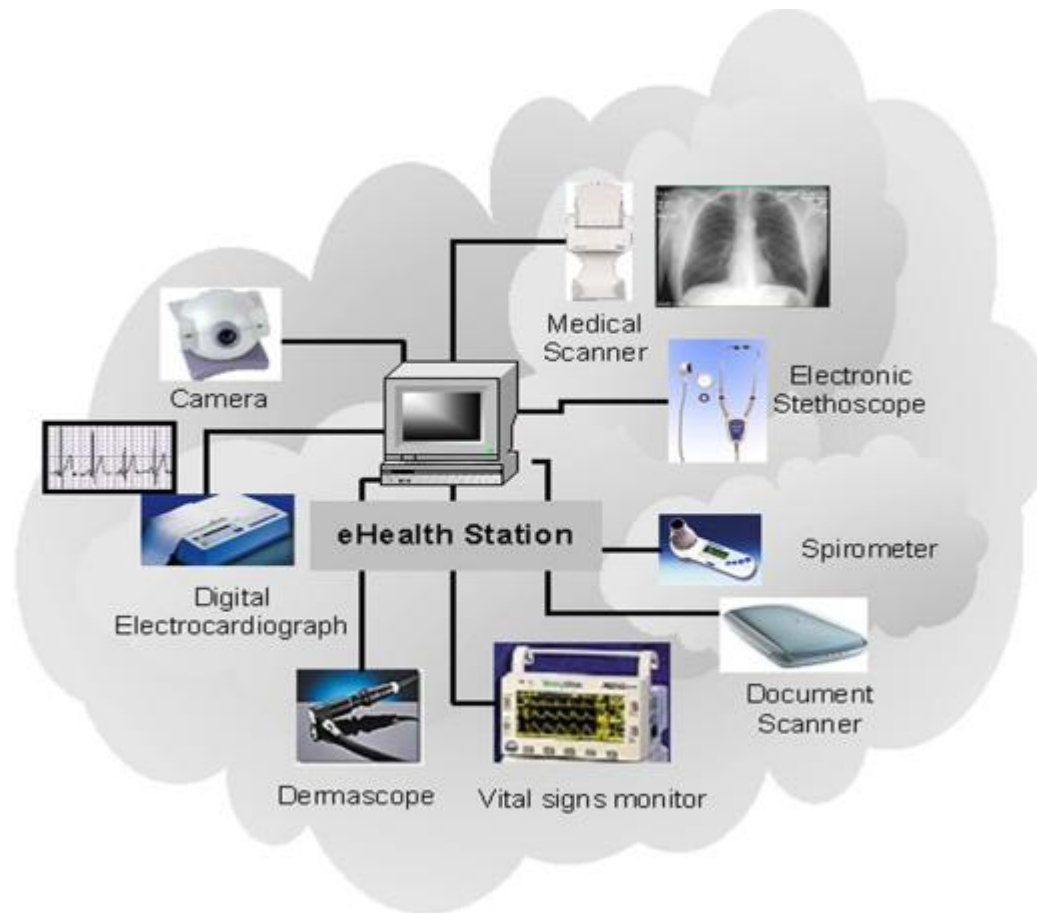 Medical
Scanner
Camera
Electronic
Stethoscope
eHealth Station
Spirometer
Digital
Electrocardiograph
Document
Scanner
Dermascope
Vital signs monitor